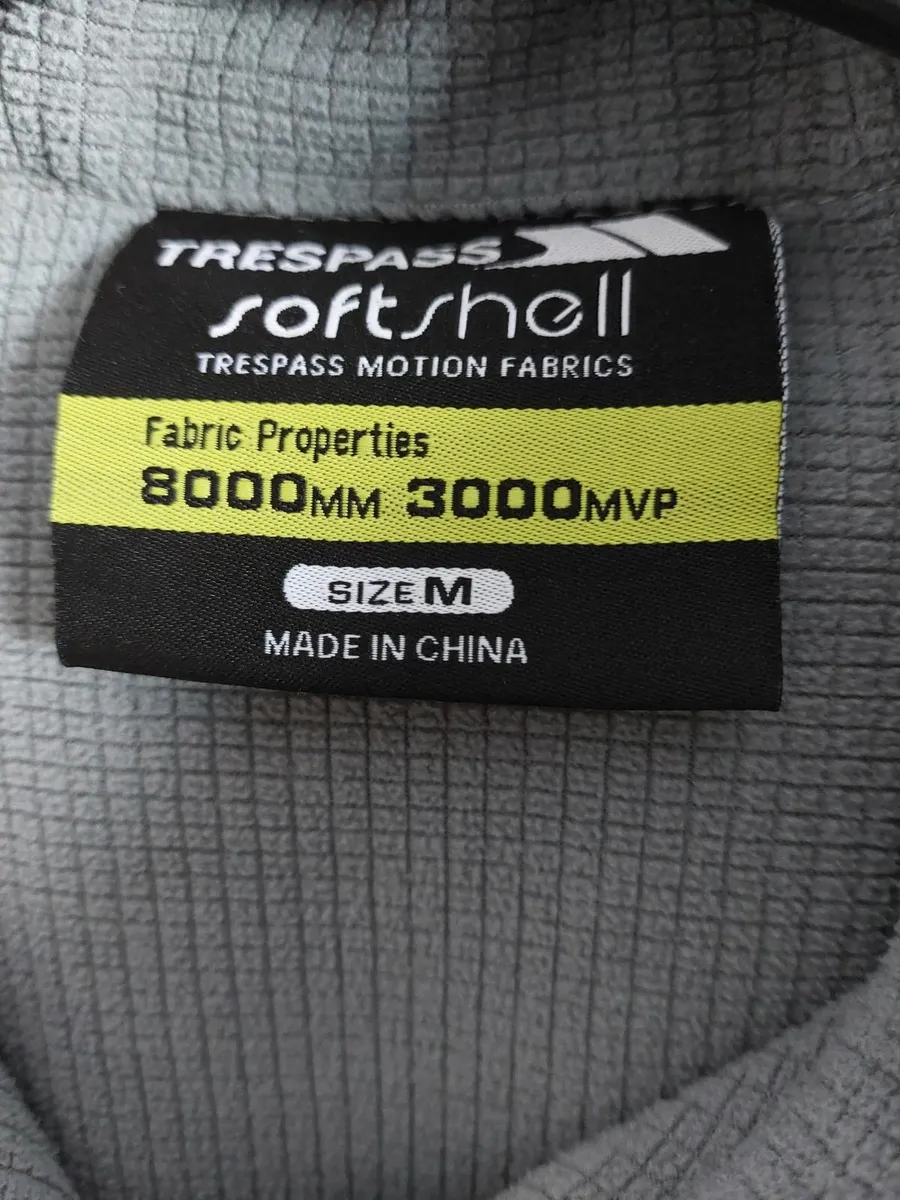 TRESPASS
softshell
TRESPASS MOTION FABRICS
Fabric Properties
8000MM 3000MVP
SIZE M
MADE IN CHINA